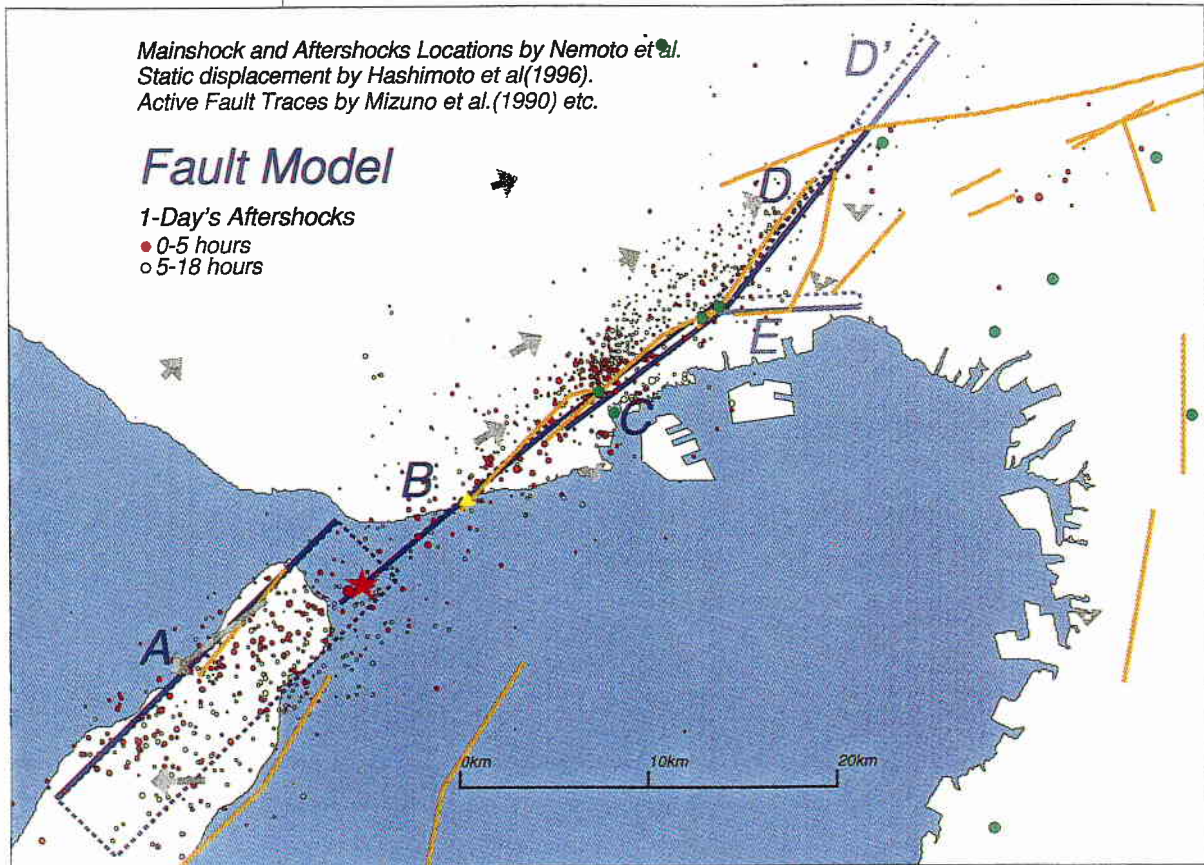 Mainshock and Aftershocks Locations by Nemoto et al.
Static displacement by Hashimoto et al(1996).
Active Fault Traces by Mizuno et al.(1990) etc.
Fault Model
1-Day's Aftershocks
0-5 hours
5-18 hours
D'
D
E
C
B
A
0km
10km
20km